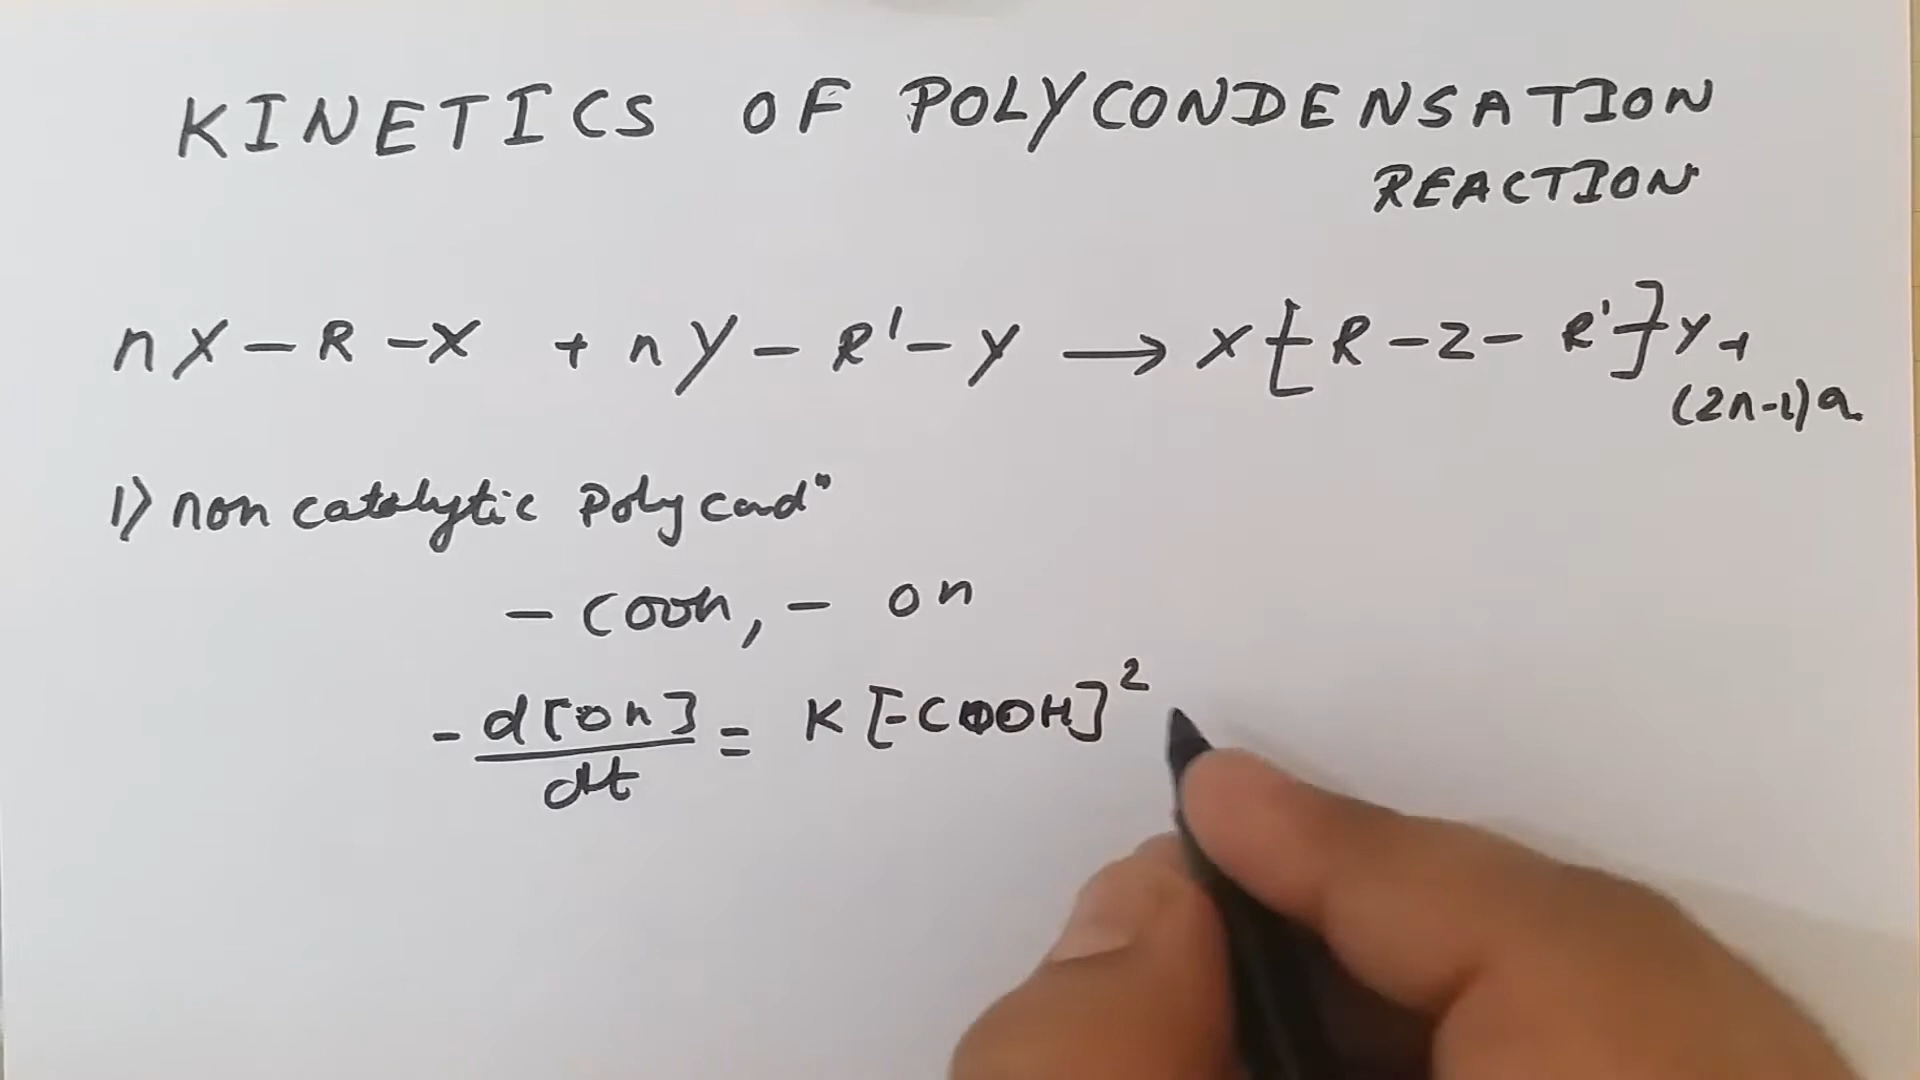 KINETICS OF POLYCONDENSATION
REACTION
nX-R-X + nY-R'-Y → X[R-Z-R']Y +
(2n-1)a
1) non catalytic Polycond"
- COOH, - OH
- d[OH]/dt = K[-COOH]²